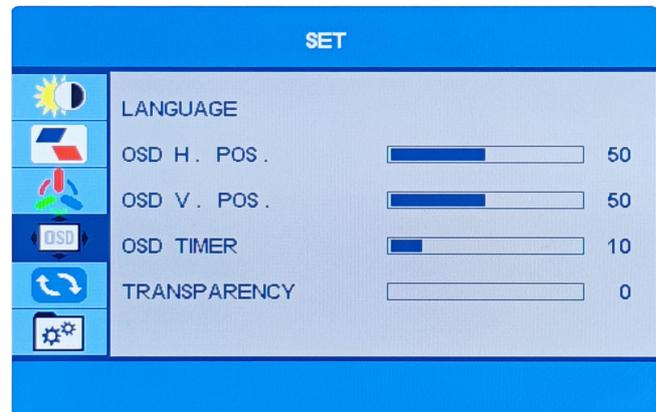 SET
LANGUAGE
OSD H. POS. 50
OSD V. POS. 50
OSD
OSD TIMER 10
TRANSPARENCY 0